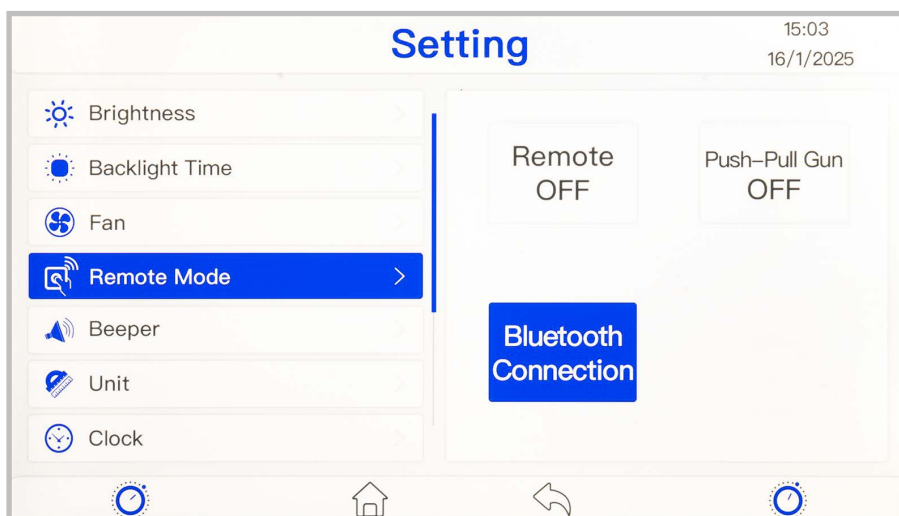 Setting
15:03
16/1/2025
Brightness
Backlight Time
Fan
Remote Mode
Beeper
Unit
Clock
Remote
OFF
Push-Pull Gun
OFF
Bluetooth
Connection